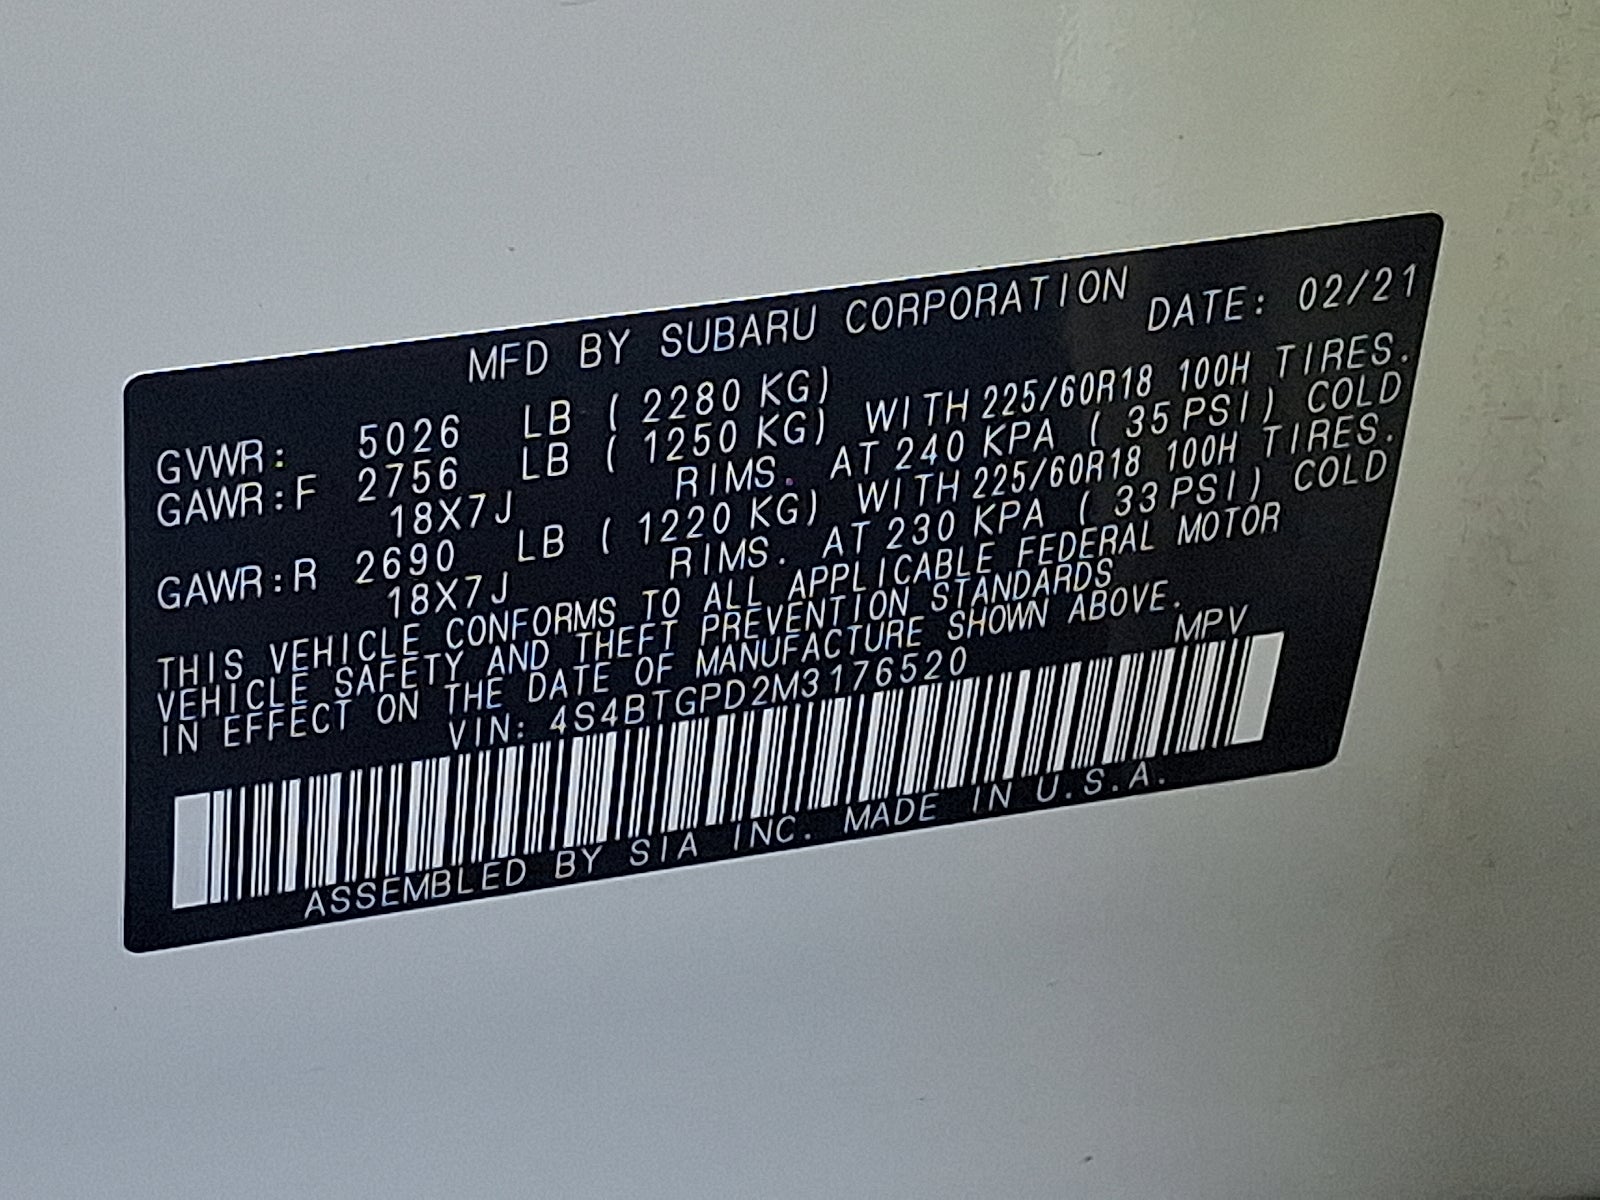 MFD BY SUBARU CORPORATION
DATE: 02/21
GVWR: 5026 LB ( 2280 KG)
GAWR:F 2756 LB ( 1250 KG) WITH 225/60R18 100H TIRES.
18X7J RIMS. AT 240 KPA ( 35 PSI) COLD
GAWR:R 2690 LB ( 1220 KG) WITH 225/60R18 100H TIRES.
18X7J RIMS. AT 230 KPA ( 33 PSI) COLD
THIS VEHICLE CONFORMS TO ALL APPLICABLE FEDERAL MOTOR
VEHICLE SAFETY AND THEFT PREVENTION STANDARDS
IN EFFECT ON THE DATE OF MANUFACTURE SHOWN ABOVE.
VIN: 4S4BTGPD2M3176520 MPV
ASSEMBLED BY SIA INC. MADE IN U.S.A.